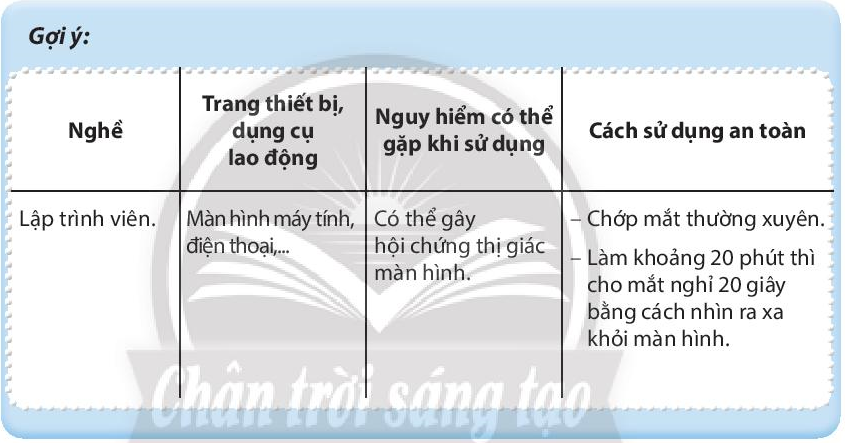 Gợi ý:
Nghề
Trang thiết bị,
dụng cụ
lao động
Nguy hiểm có thể
gặp khi sử dụng
Cách sử dụng an toàn
Lập trình viên.
Màn hình máy tính,
điện thoại,...
Có thể gây
hội chứng thị giác
màn hình.
– Chớp mắt thường xuyên.
– Làm khoảng 20 phút thì
cho mắt nghỉ 20 giây
bằng cách nhìn ra xa
khỏi màn hình.
Chân trời sáng tạo